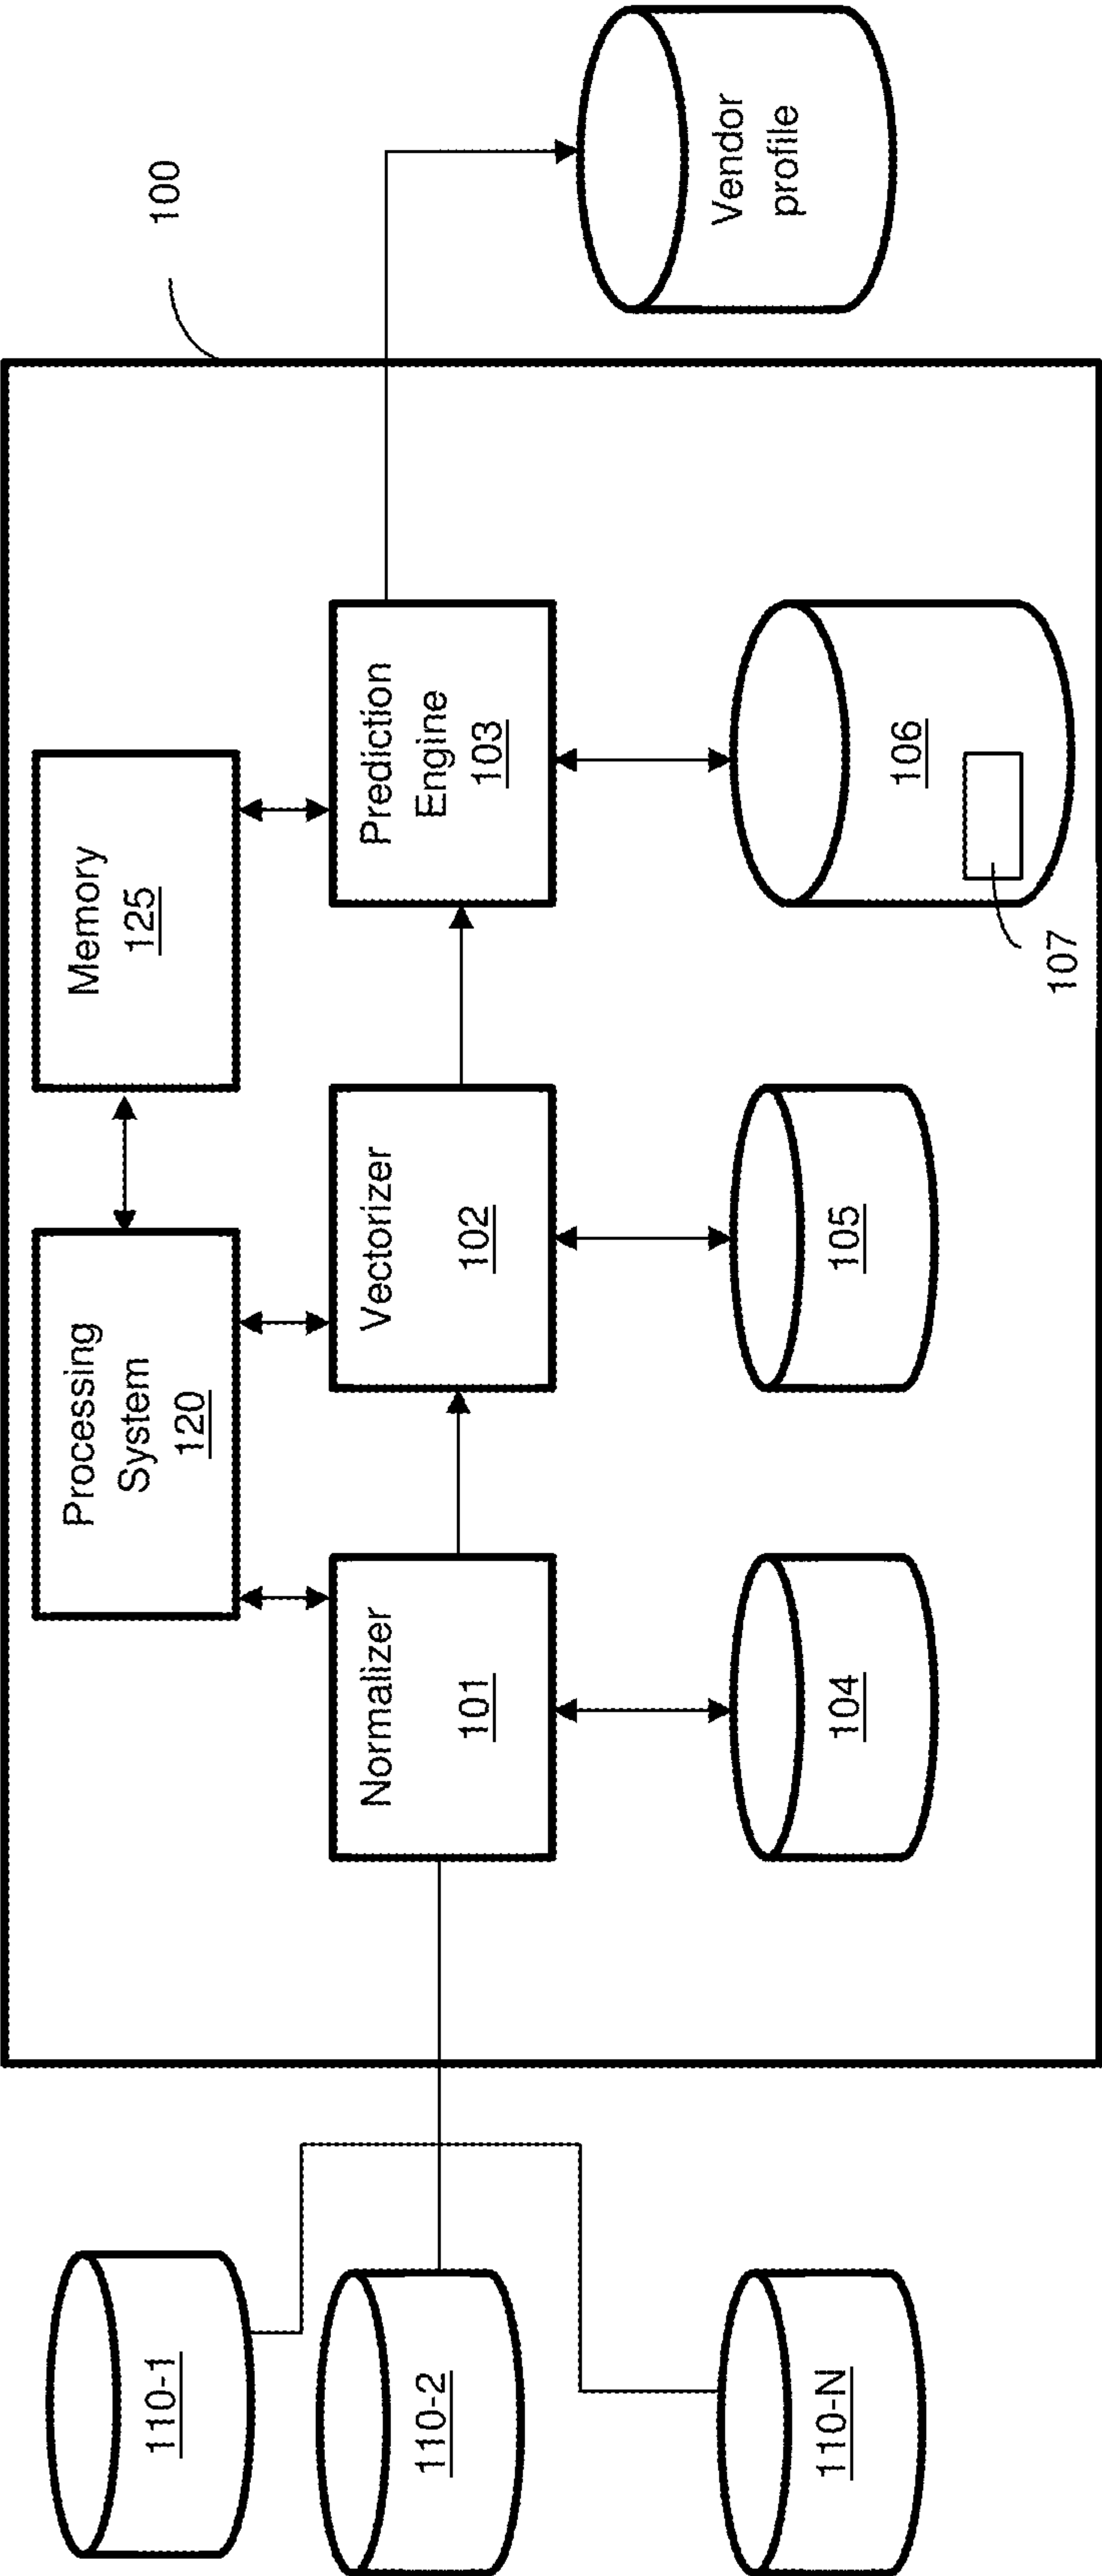 100
Processing
System
120
Memory
125
110-1
110-2
110-N
Normalizer
101
Vectorizer
102
Prediction
Engine
103
Vendor
profile
104
105
106
107